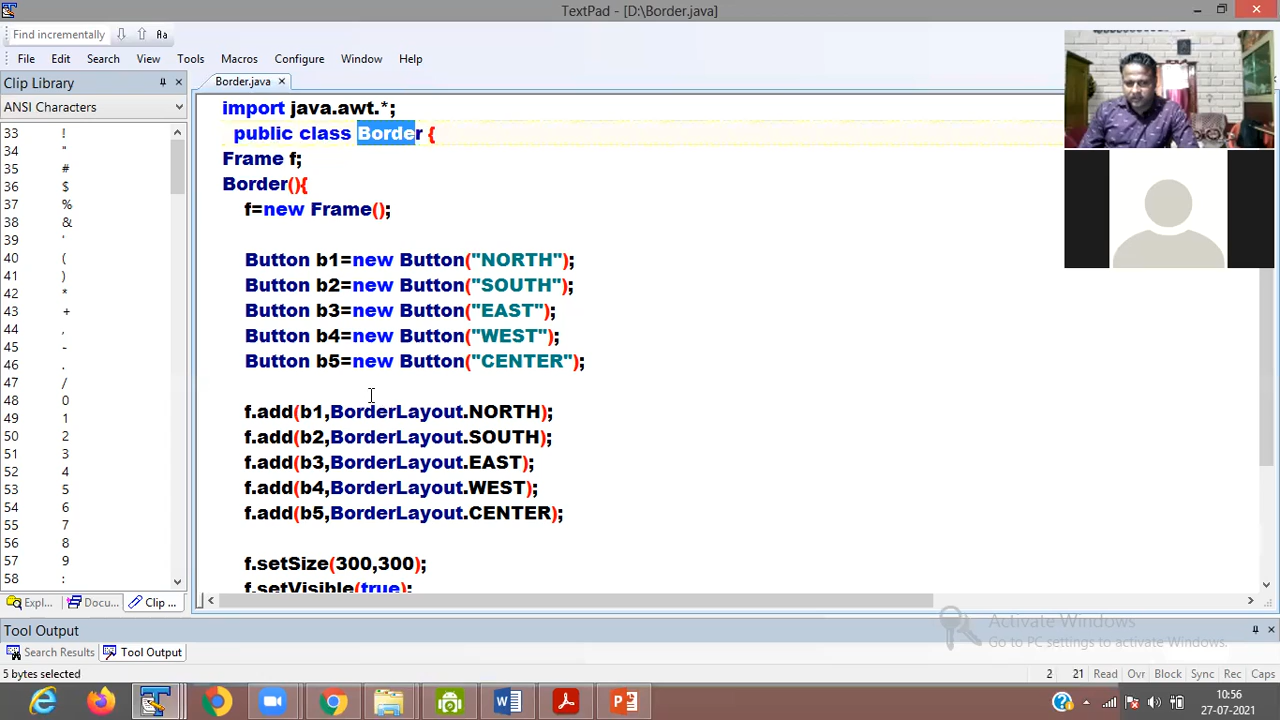 TextPad - [D:\Border.java]
Find incrementally
File Edit Search View Tools Macros Configure Window Help
Clip Library
ANSI Characters
33 !
34 "
35 #
36 $
37 %
38 &
39 '
40 (
41 )
42 *
43 +
44 ,
45 -
46 .
47 /
48 0
49 1
50 2
51 3
52 4
53 5
54 6
55 7
56 8
57 9
58 :
Expl... Docu... Clip ...
Border.java
import java.awt.*;
public class Border {
Frame f;
Border(){
f=new Frame();
Button b1=new Button("NORTH");
Button b2=new Button("SOUTH");
Button b3=new Button("EAST");
Button b4=new Button("WEST");
Button b5=new Button("CENTER");
f.add(b1,BorderLayout.NORTH);
f.add(b2,BorderLayout.SOUTH);
f.add(b3,BorderLayout.EAST);
f.add(b4,BorderLayout.WEST);
f.add(b5,BorderLayout.CENTER);
f.setSize(300,300);
f.setVisible(true);
Activate Windows
Go to PC settings to activate Windows.
Tool Output
Search Results Tool Output
5 bytes selected
2 21 Read Ovr Block Sync Rec Caps
10:56
27-07-2021